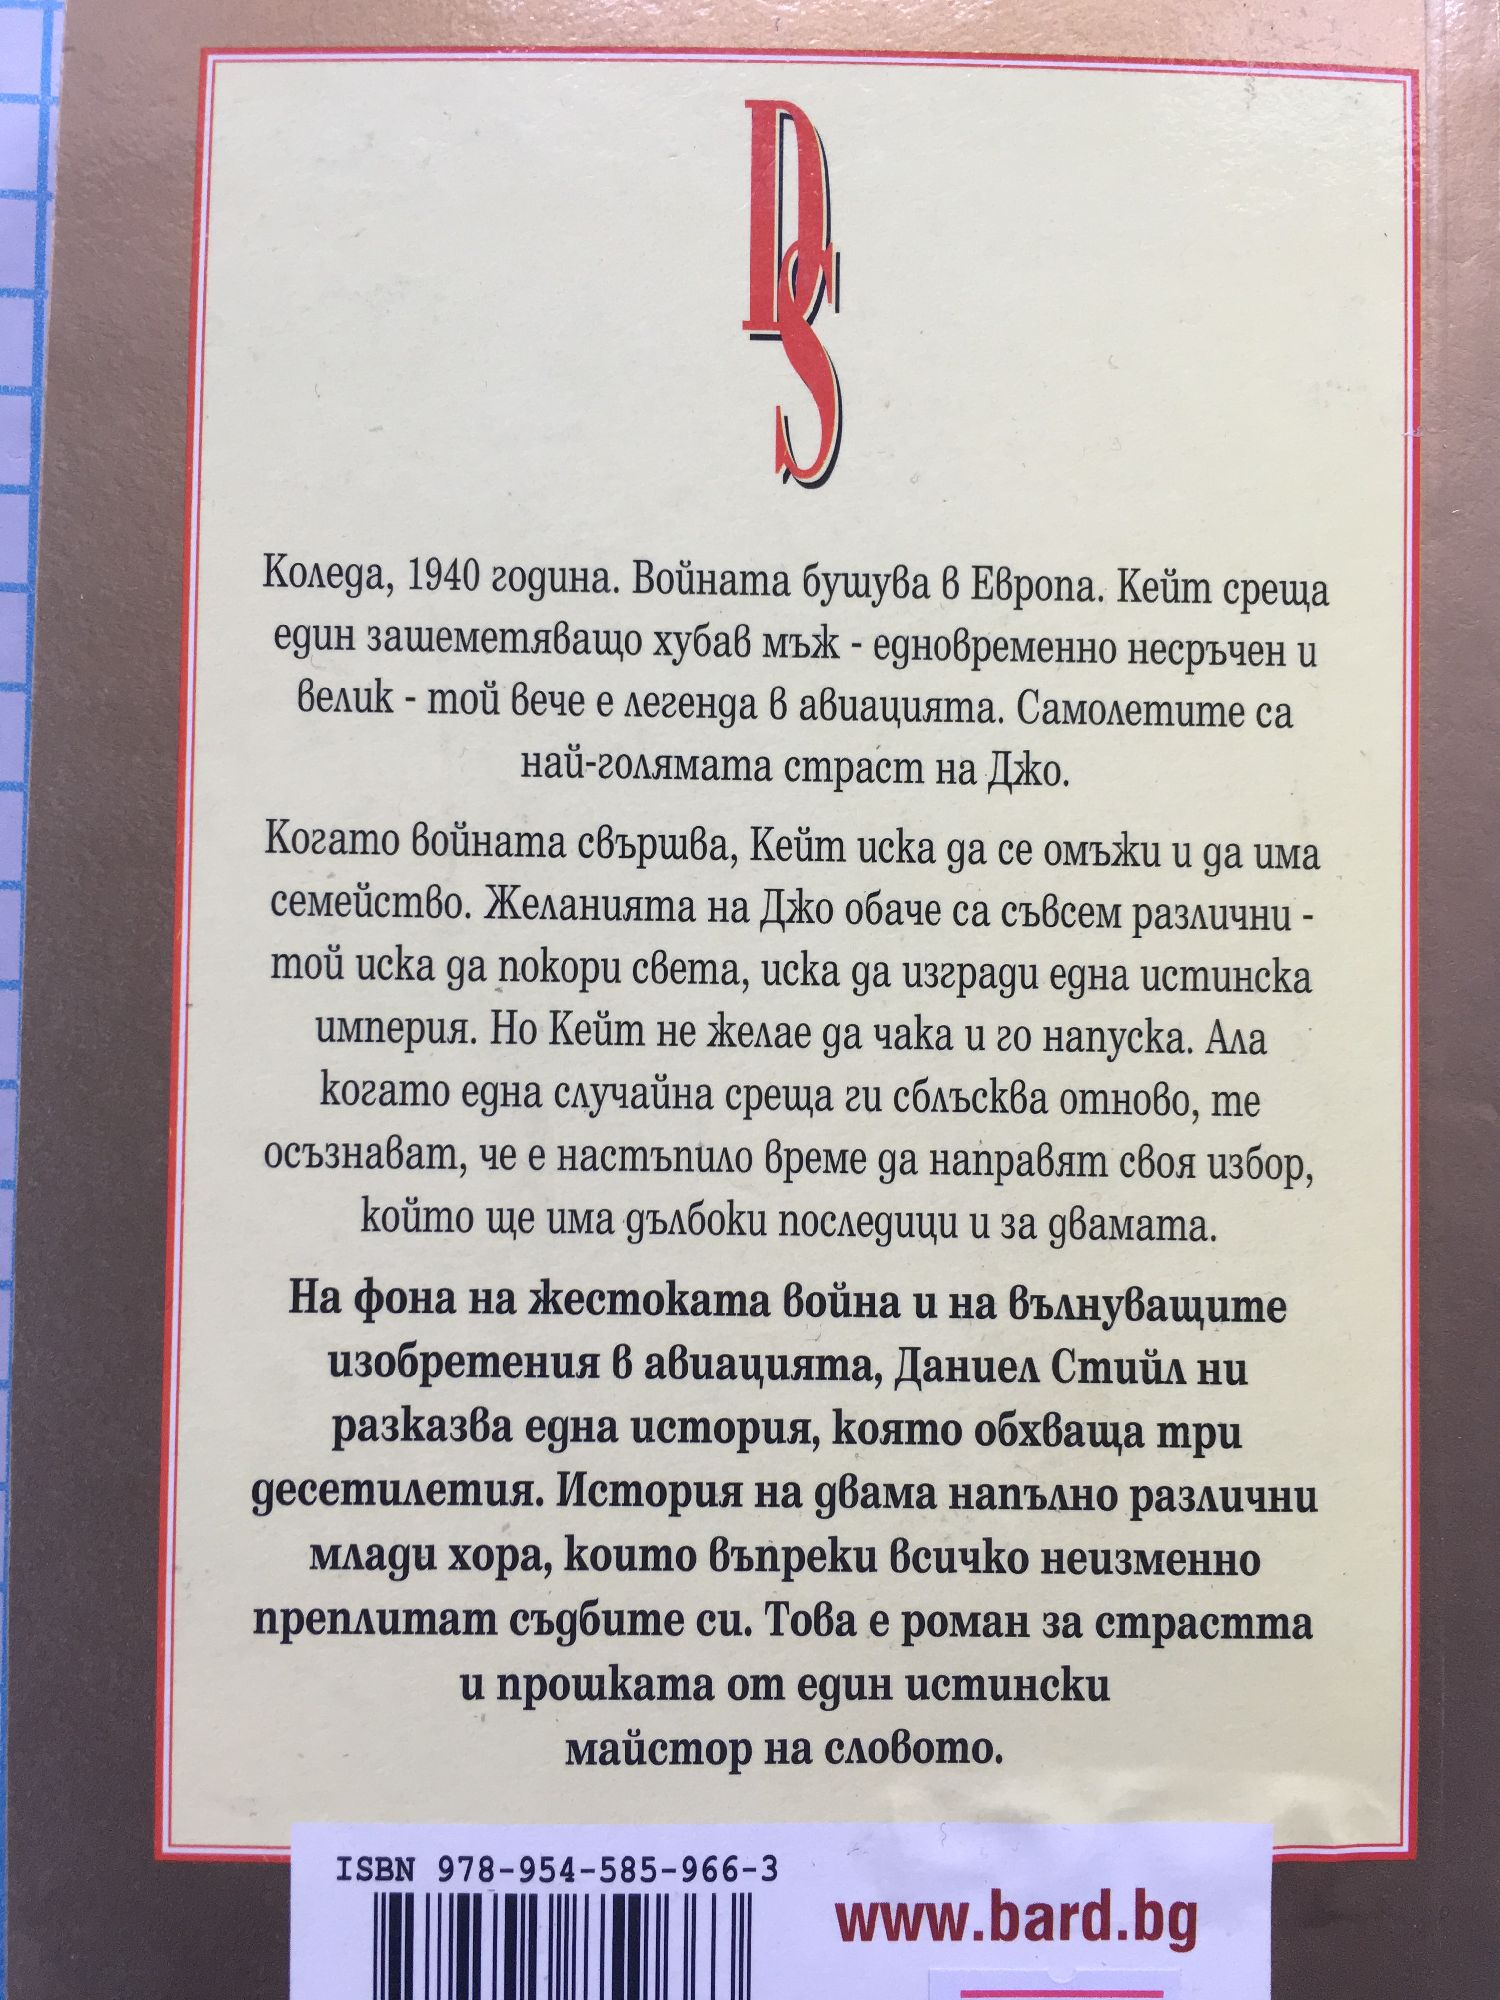 DS
Коледа, 1940 година. Войната бушува в Европа. Кейт среща
един зашеметяващо хубав мъж - едновременно несръчен и
велик - той вече е легенда в авиацията. Самолетите са
най-голямата страст на Джо.
Когато войната свършва, Кейт иска да се омъжи и да има
семейство. Желанията на Джо обаче са съвсем различни -
той иска да покори света, иска да изгради една истинска
империя. Но Кейт не желае да чака и го напуска. Ала
когато една случайна среща ги сблъсква отново, те
осъзнават, че е настъпило време да направят своя избор,
който ще има дълбоки последици и за двамата.
На фона на жестоката война и на вълнуващите
изобретения в авиацията, Даниел Стийл ни
разказва една история, която обхваща три
десетилетия. История на двама напълно различни
млади хора, които въпреки всичко неизменно
преплитат съдбите си. Това е роман за страстта
и прошката от един истински
майстор на словото.
ISBN 978-954-585-966-3
www.bard.bg